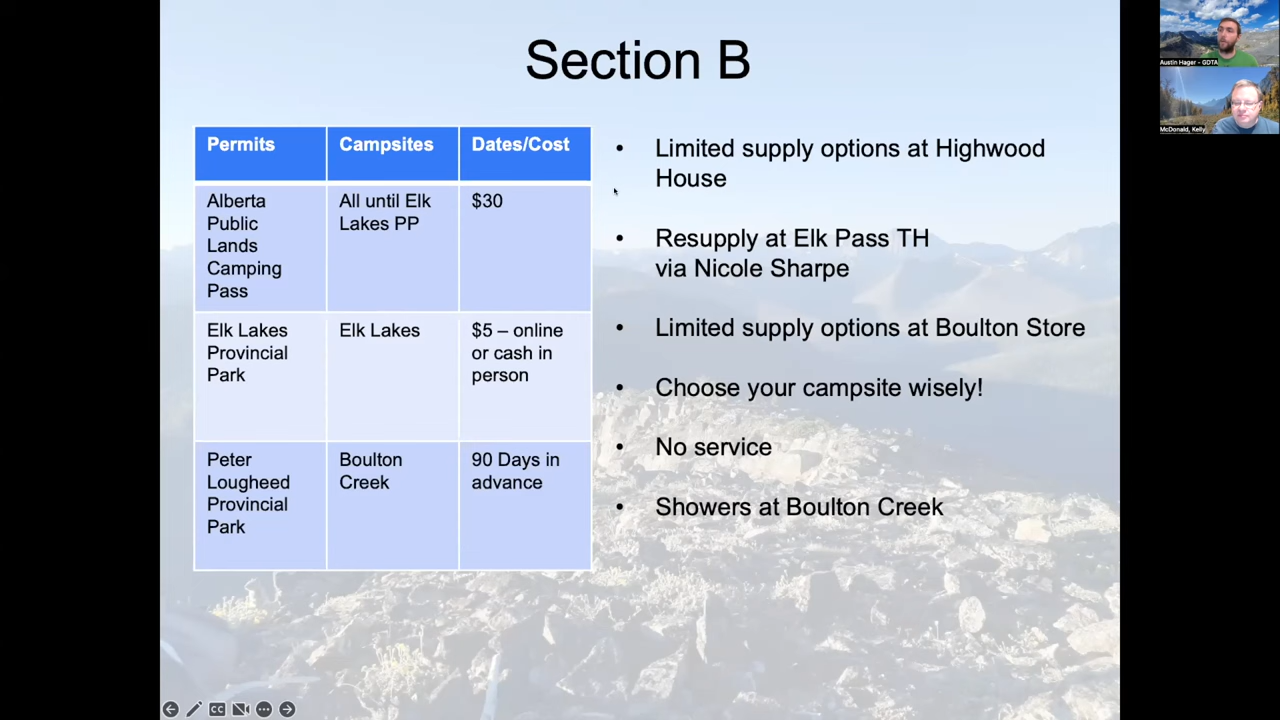 Section B
Permits Campsites Dates/Cost
Alberta
Public
Lands
Camping
Pass
All until Elk
Lakes PP
$30
Elk Lakes
Provincial
Park
Elk Lakes
$5 – online
or cash in
person
Peter
Lougheed
Provincial
Park
Boulton
Creek
90 Days in
advance
• Limited supply options at Highwood
House
• Resupply at Elk Pass TH
via Nicole Sharpe
• Limited supply options at Boulton Store
• Choose your campsite wisely!
• No service
• Showers at Boulton Creek
Austin Hager - GDTA
McDonald, Kelly
CC